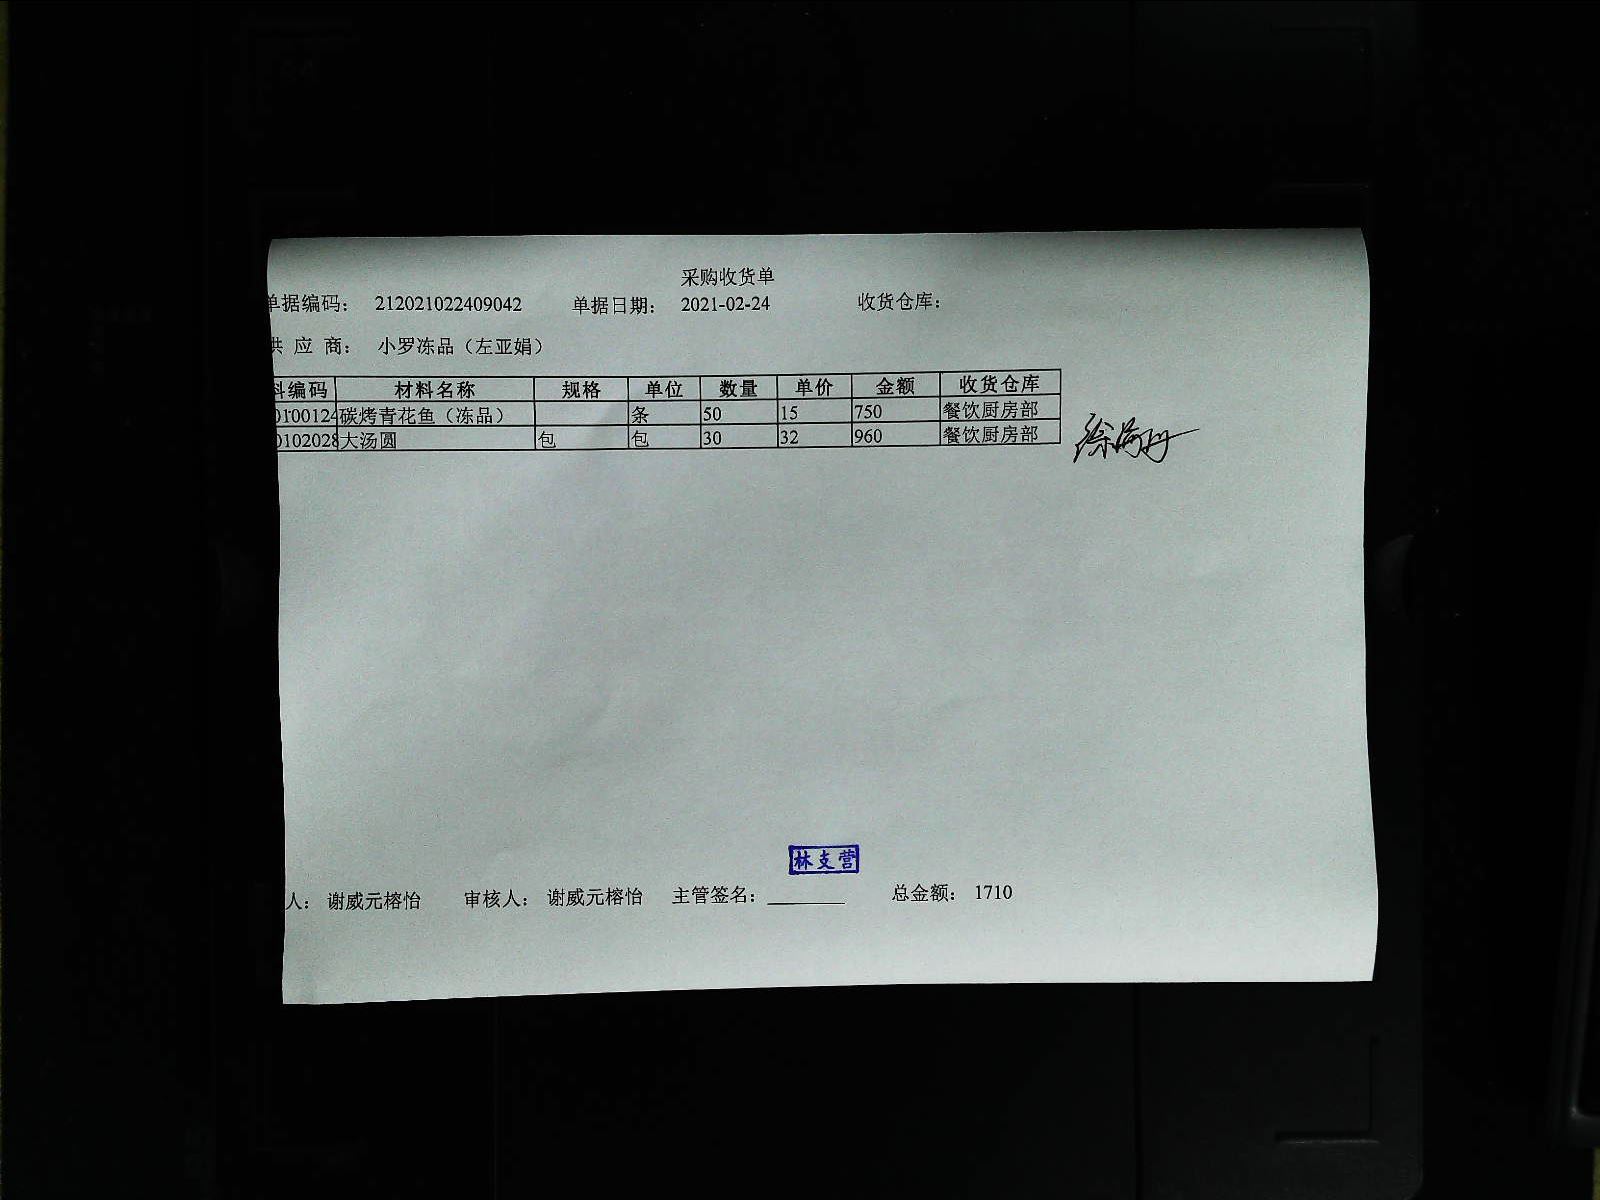 采购收货单
单据编码： 212021022409042 单据日期： 2021-02-24 收货仓库：
供 应 商： 小罗冻品（左亚娟）
料编码 材料名称 规格 单位 数量 单价 金额 收货仓库
0100124 碳烤青花鱼（冻品） 条 50 15 750 餐饮厨房部
0102028 大汤圆 包 包 30 32 960 餐饮厨房部
林支营
人： 谢威元榕怡 审核人： 谢威元榕怡 主管签名：________ 总金额： 1710